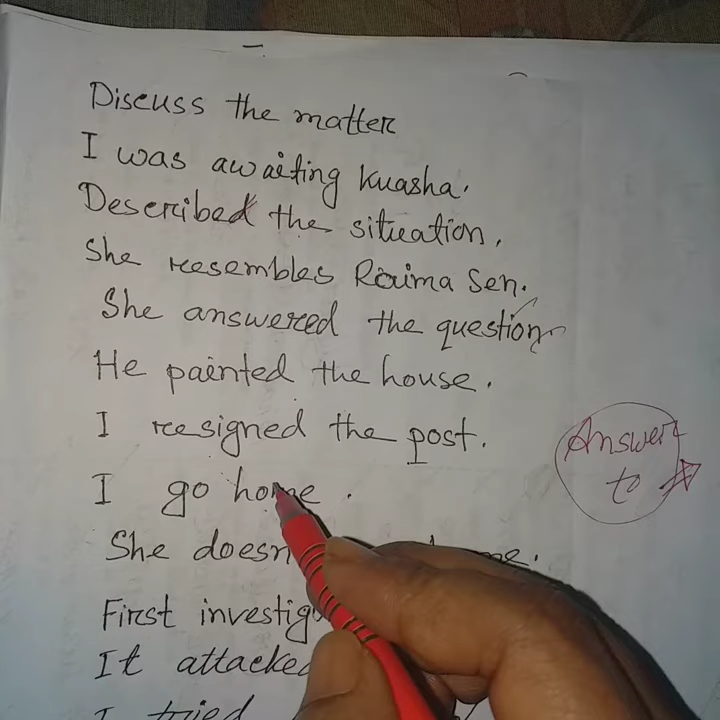 Discuss the matter
I was awaiting Kuasha.
Described the situation.
She resembles Raima Sen.
She answered the question
He painted the house.
I resigned the post.
Answer
to
I go home.
She doesn
First investig
It attacked
I tried